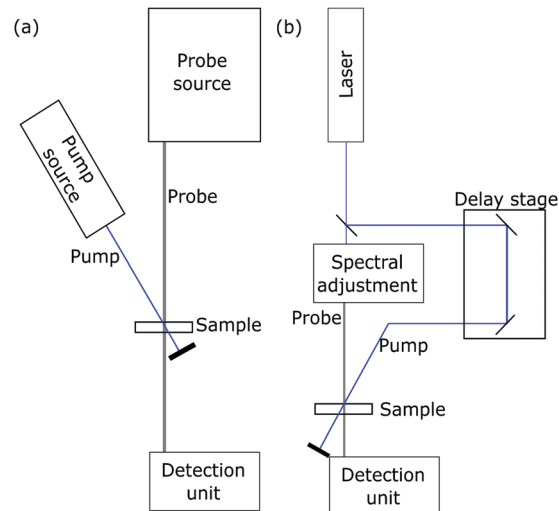 (a)
Probe
source
Pump
source
Probe
Pump
Sample
Detection
unit
(b)
Laser
Delay stage
Spectral
adjustment
Probe
Pump
Sample
Detection
unit